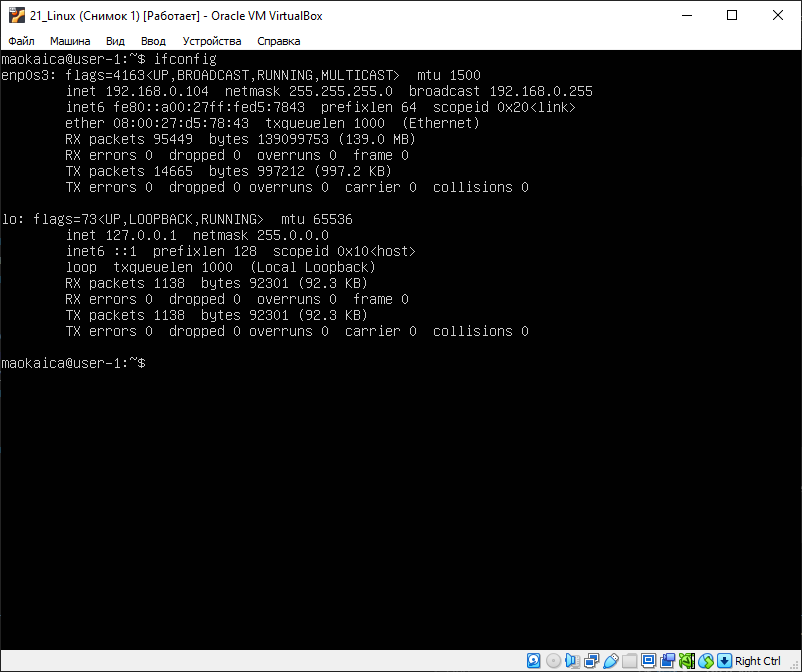 21_Linux (Снимок 1) [Работает] - Oracle VM VirtualBox
Файл Машина Вид Ввод Устройства Справка
maokaica@user-1:~$ ifconfig
enp0s3: flags=4163<UP,BROADCAST,RUNNING,MULTICAST>  mtu 1500
        inet 192.168.0.104  netmask 255.255.255.0  broadcast 192.168.0.255
        inet6 fe80::a00:27ff:fed5:7843  prefixlen 64  scopeid 0x20<link>
        ether 08:00:27:d5:78:43  txqueuelen 1000  (Ethernet)
        RX packets 95449  bytes 139099753 (139.0 MB)
        RX errors 0  dropped 0  overruns 0  frame 0
        TX packets 14665  bytes 997212 (997.2 KB)
        TX errors 0  dropped 0 overruns 0  carrier 0  collisions 0
lo: flags=73<UP,LOOPBACK,RUNNING>  mtu 65536
        inet 127.0.0.1  netmask 255.0.0.0
        inet6 ::1  prefixlen 128  scopeid 0x10<host>
        loop  txqueuelen 1000  (Local Loopback)
        RX packets 1138  bytes 92301 (92.3 KB)
        RX errors 0  dropped 0  overruns 0  frame 0
        TX packets 1138  bytes 92301 (92.3 KB)
        TX errors 0  dropped 0 overruns 0  carrier 0  collisions 0
maokaica@user-1:~$
Right Ctrl